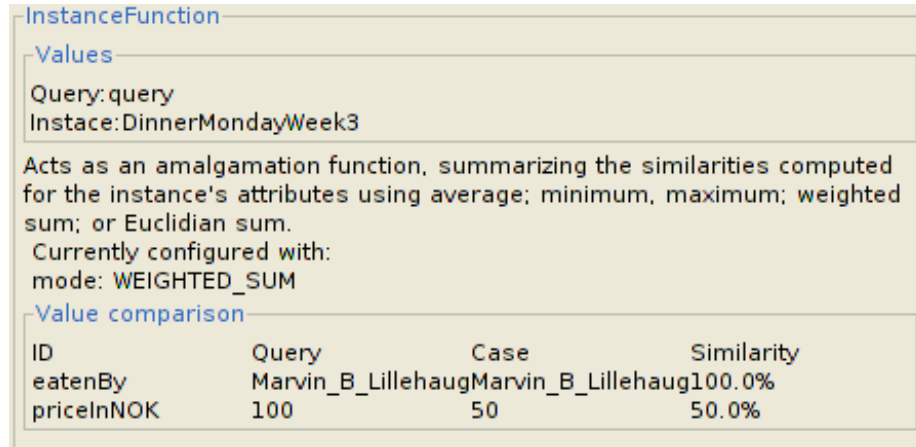 InstanceFunction
Values
Query:query
Instace:DinnerMondayWeek3
Acts as an amalgamation function, summarizing the similarities computed
for the instance's attributes using average; minimum, maximum; weighted
sum; or Euclidian sum.
Currently configured with:
mode: WEIGHTED_SUM
Value comparison
ID Query Case Similarity
eatenBy Marvin_B_LillehaugMarvin_B_Lillehaug100.0%
priceInNOK 100 50 50.0%